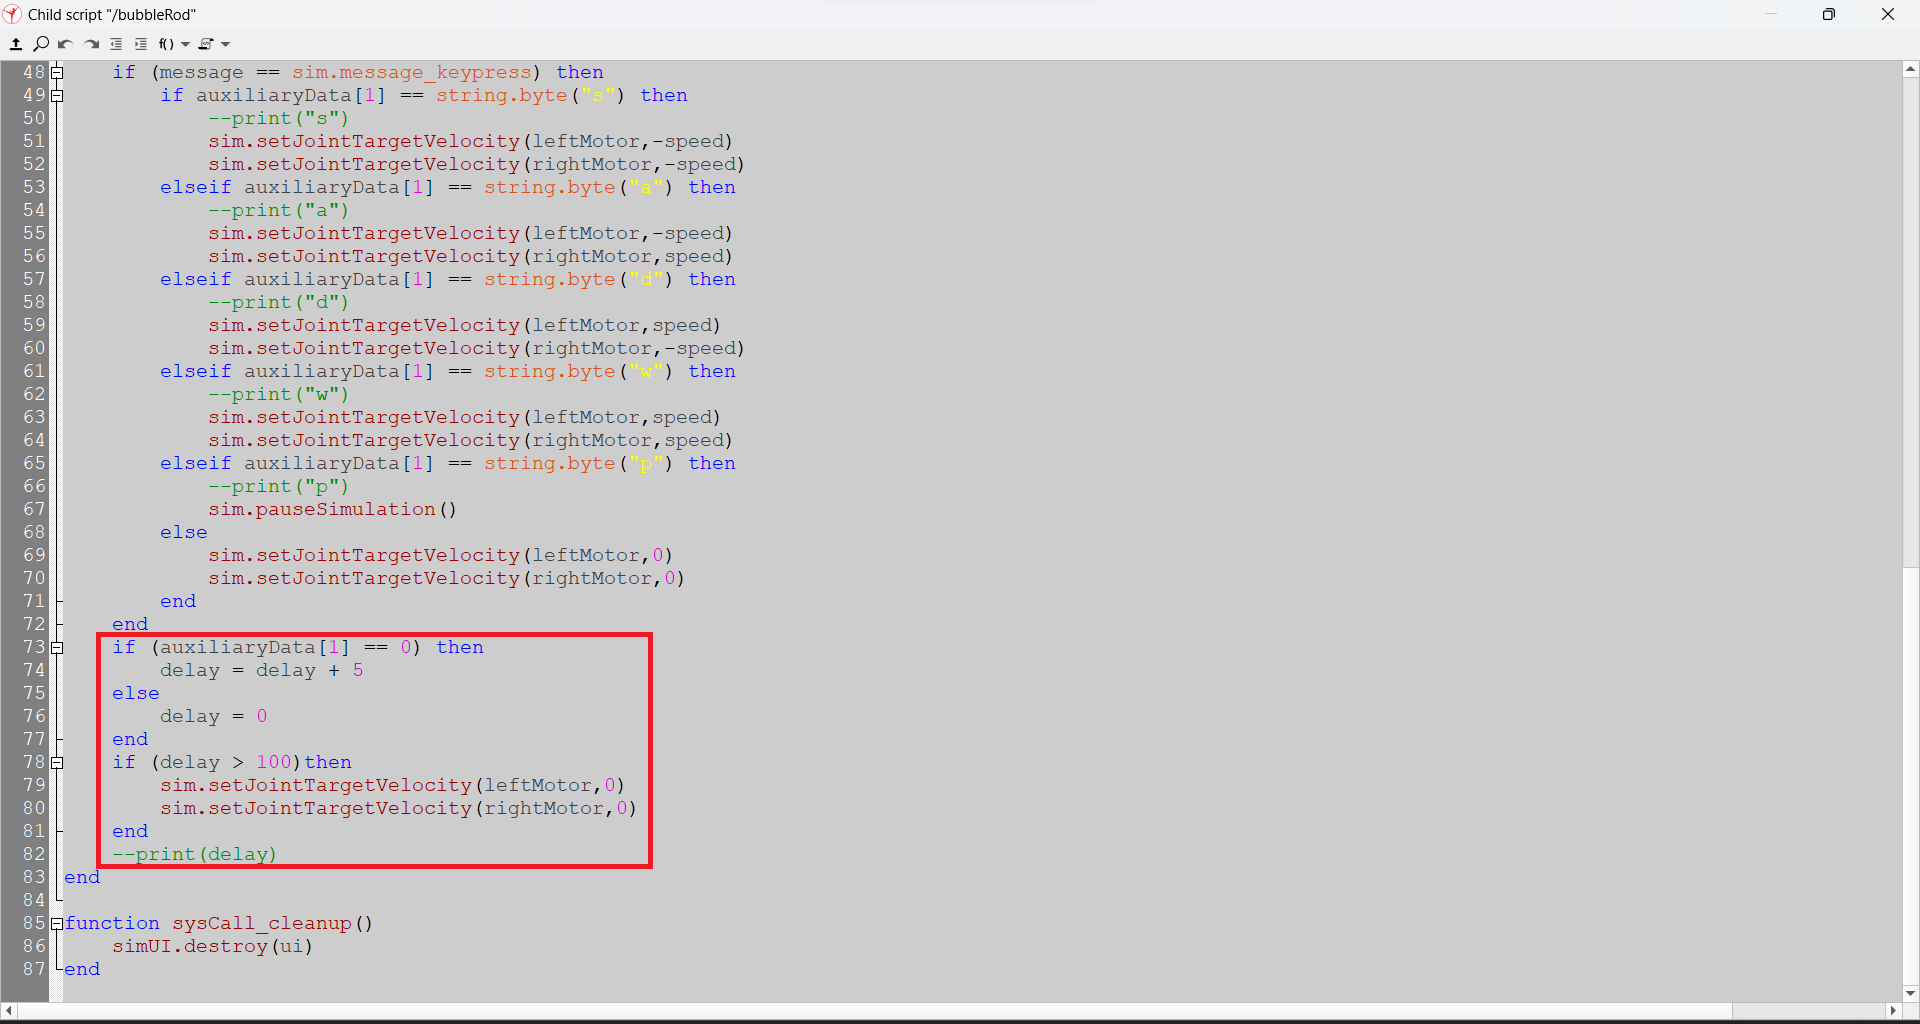 Child script "/bubbleRod"
f()
48 if (message == sim.message_keypress) then
49 if auxiliaryData[1] == string.byte("s") then
50 --print("s")
51 sim.setJointTargetVelocity(leftMotor,-speed)
52 sim.setJointTargetVelocity(rightMotor,-speed)
53 elseif auxiliaryData[1] == string.byte("a") then
54 --print("a")
55 sim.setJointTargetVelocity(leftMotor,-speed)
56 sim.setJointTargetVelocity(rightMotor,speed)
57 elseif auxiliaryData[1] == string.byte("d") then
58 --print("d")
59 sim.setJointTargetVelocity(leftMotor,speed)
60 sim.setJointTargetVelocity(rightMotor,-speed)
61 elseif auxiliaryData[1] == string.byte("w") then
62 --print("w")
63 sim.setJointTargetVelocity(leftMotor,speed)
64 sim.setJointTargetVelocity(rightMotor,speed)
65 elseif auxiliaryData[1] == string.byte("p") then
66 --print("p")
67 sim.pauseSimulation()
68 else
69 sim.setJointTargetVelocity(leftMotor,0)
70 sim.setJointTargetVelocity(rightMotor,0)
71 end
72 end
73 if (auxiliaryData[1] == 0) then
74 delay = delay + 5
75 else
76 delay = 0
77 end
78 if (delay > 100)then
79 sim.setJointTargetVelocity(leftMotor,0)
80 sim.setJointTargetVelocity(rightMotor,0)
81 end
82 --print(delay)
83 end
84
85 function sysCall_cleanup()
86 simUI.destroy(ui)
87 end